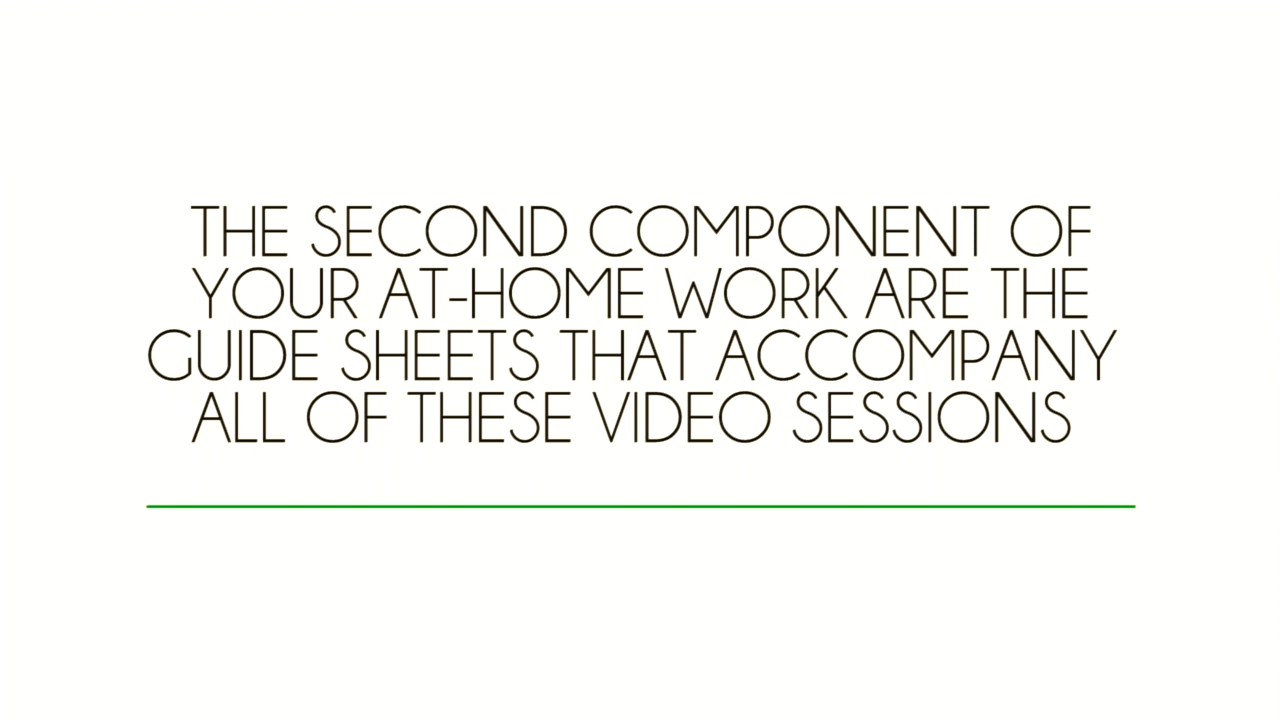 THE SECOND COMPONENT OF
YOUR AT-HOME WORK ARE THE
GUIDE SHEETS THAT ACCOMPANY
ALL OF THESE VIDEO SESSIONS